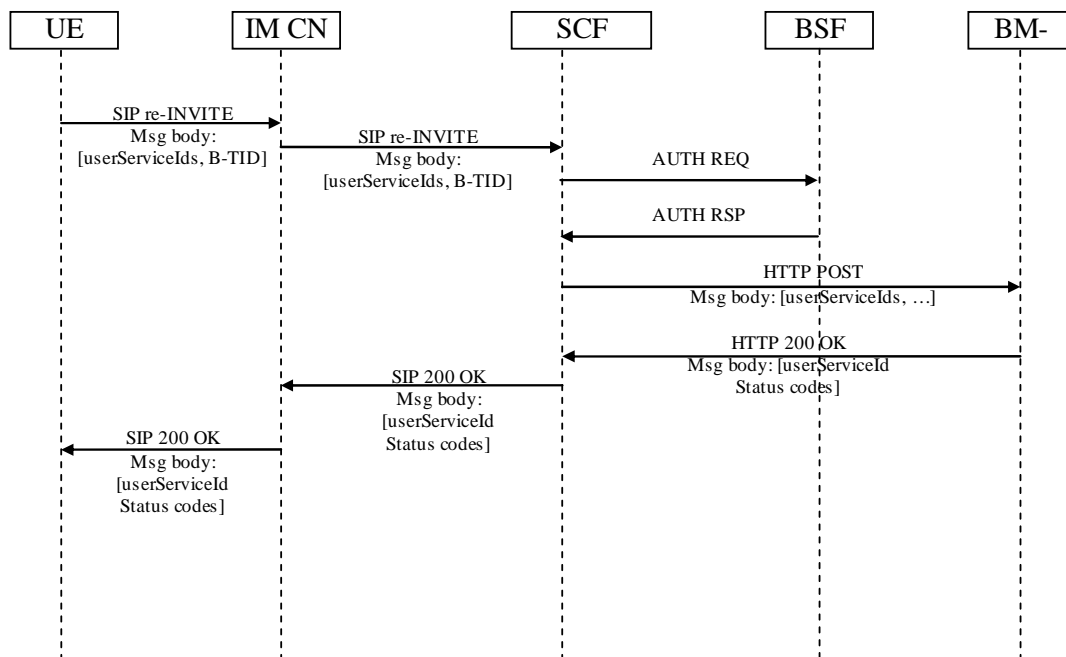 UE
IM CN
SCF
BSF
BM-
SIP re-INVITE
Msg body:
[userServiceIds, B-TID]
SIP re-INVITE
Msg body:
[userServiceIds, B-TID]
AUTH REQ
AUTH RSP
HTTP POST
Msg body: [userServiceIds, …]
HTTP 200 OK
Msg body: [userServiceId
Status codes]
SIP 200 OK
Msg body:
[userServiceId
Status codes]
SIP 200 OK
Msg body:
[userServiceId
Status codes]